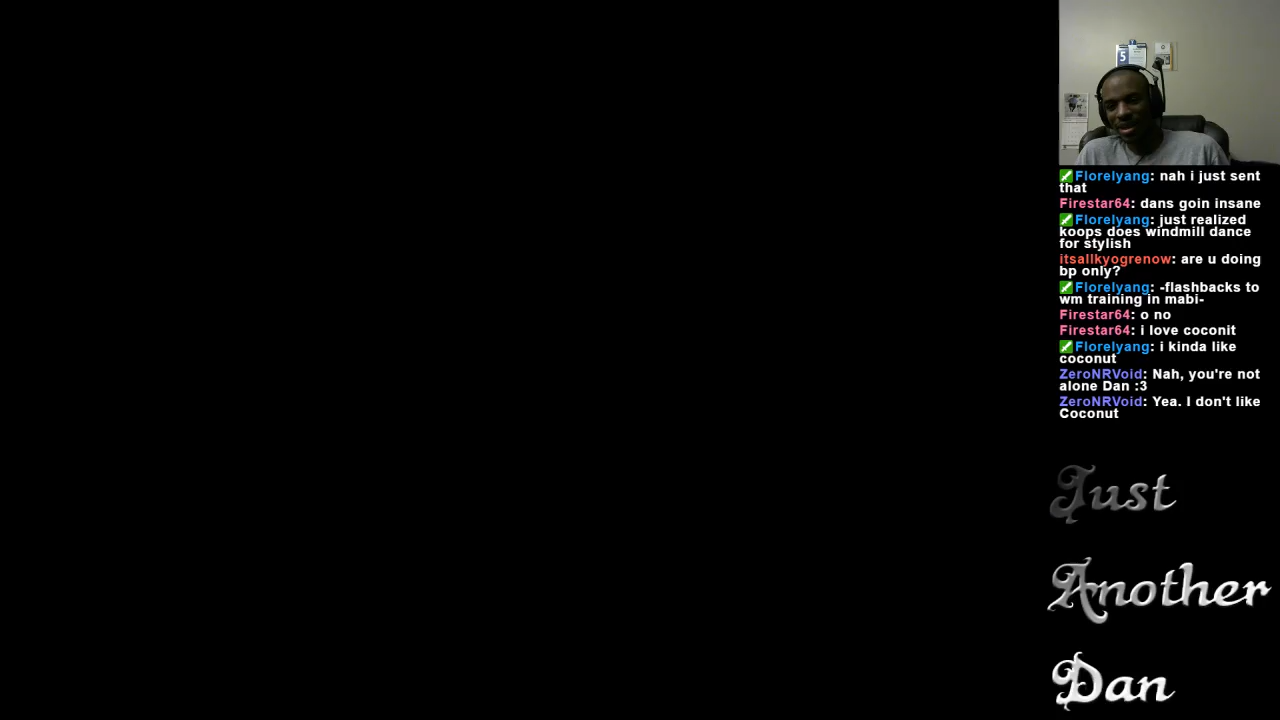 5
Florelyang: nah i just sent
that
Firestar64: dans goin insane
Florelyang: just realized
koops does windmill dance
for stylish
itsallkyogrenow: are u doing
bp only?
Florelyang: -flashbacks to
wm training in mabi-
Firestar64: o no
Firestar64: i love coconit
Florelyang: i kinda like
coconut
ZeroNRVoid: Nah, you're not
alone Dan :3
ZeroNRVoid: Yea. I don't like
Coconut
Just
Another
Dan